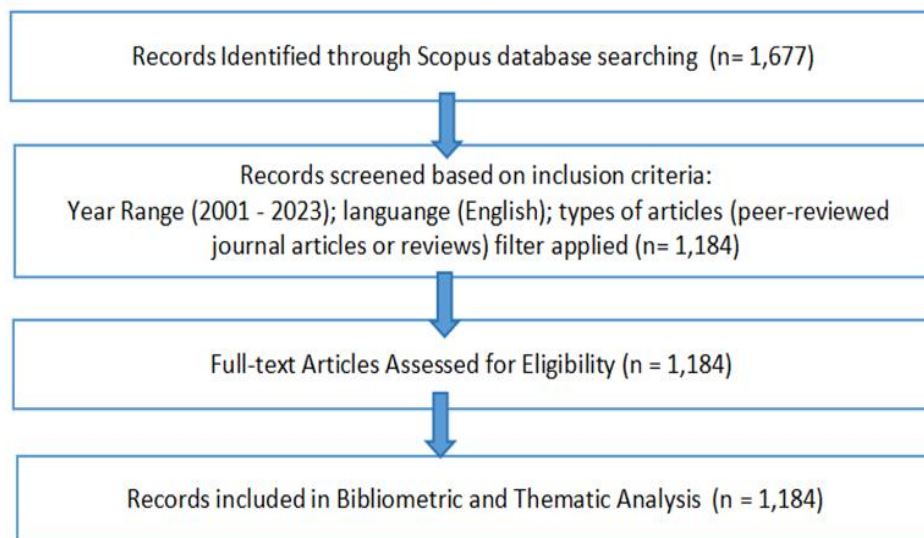 Records Identified through Scopus database searching (n= 1,677)
Records screened based on inclusion criteria:
Year Range (2001 - 2023); languange (English); types of articles (peer-reviewed
journal articles or reviews) filter applied (n= 1,184)
Full-text Articles Assessed for Eligibility (n = 1,184)
Records included in Bibliometric and Thematic Analysis (n = 1,184)